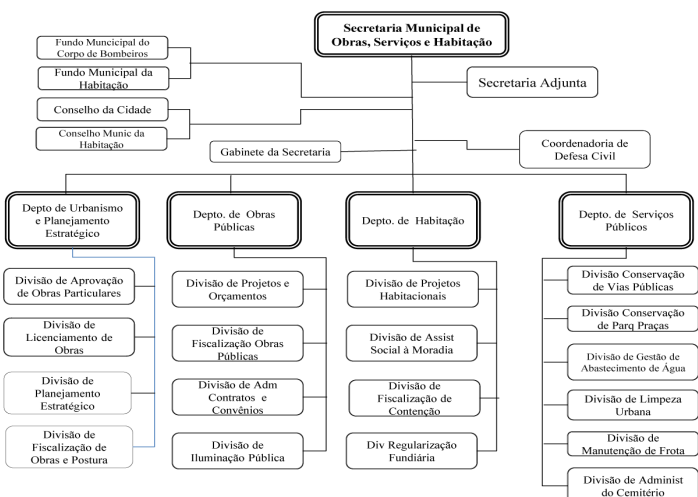 Secretaria Municipal de
Obras, Serviços e Habitação
Fundo Muncicipal do
Corpo de Bombeiros
Fundo Municipal da
Habitação
Secretaria Adjunta
Conselho da Cidade
Conselho Munic da
Habitação
Gabinete da Secretaria
Coordenadoria de
Defesa Civil
Depto de Urbanismo
e Planejamento
Estratégico
Depto. de Obras
Públicas
Depto. de Habitação
Depto. de Serviços
Públicos
Divisão de Aprovação
de Obras Particulares
Divisão de
Licenciamento de
Obras
Divisão de
Planejamento
Estratégico
Divisão de
Fiscalização de
Obras e Postura
Divisão de Projetos e
Orçamentos
Divisão de
Fiscalização Obras
Públicas
Divisão de Adm
Contratos e
Convênios
Divisão de
Iluminação Pública
Divisão de Projetos
Habitacionais
Divisão de Assist
Social à Moradia
Divisão de
Fiscalização de
Contenção
Div Regularização
Fundiária
Divisão Conservação
de Vias Públicas
Divisão Conservação
de Parq Praças
Divisão de Gestão de
Abastecimento de Água
Divisão de Limpeza
Urbana
Divisão de
Manutenção de Frota
Divisão de Administ
do Cemitério